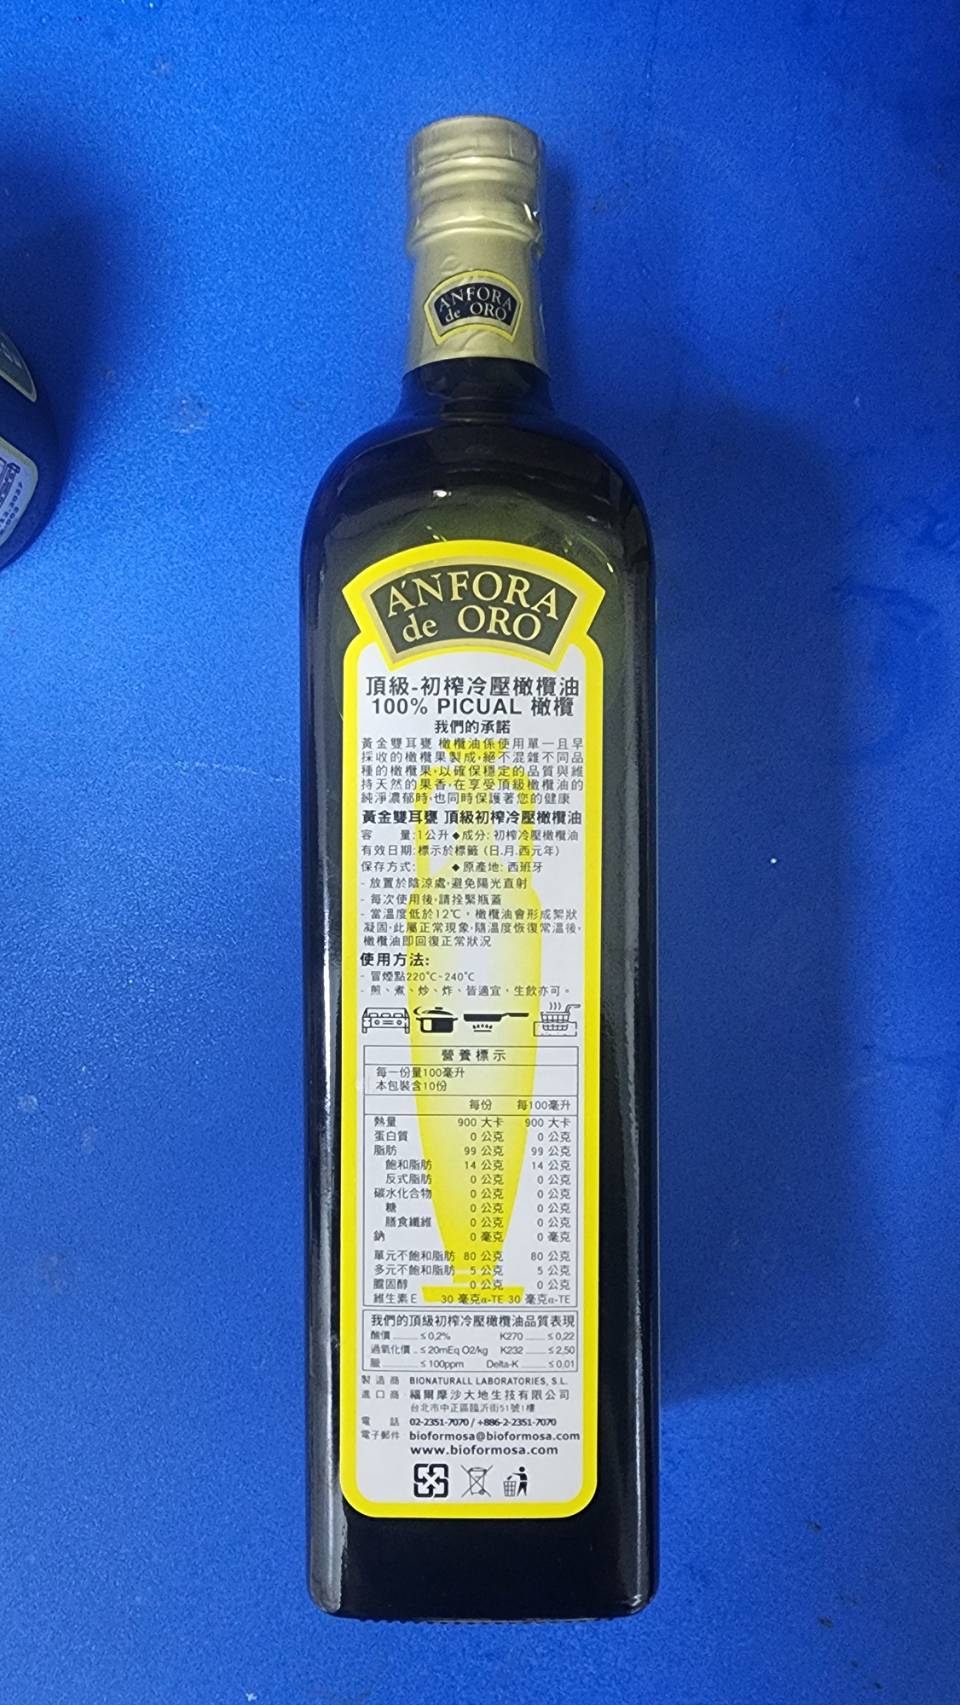 ÁNFORA
de ORO
ÁNFORA
de ORO
頂級-初榨冷壓橄欖油
100% PICUAL 橄欖
我們的承諾
黃金雙耳甕 橄欖油係使用單一且早
採收的橄欖果製成,絕不混雜不同品
種的橄欖果,以確保穩定的品質與維
持天然的果香,在享受頂級橄欖油的
純淨濃郁時,也同時保護著您的健康
黃金雙耳甕 頂級初榨冷壓橄欖油
容 量:1公升◆成分: 初榨冷壓橄欖油
有效日期:標示於標籤 (日.月.西元年)
保存方式: ◆原產地: 西班牙
- 放置於陰涼處,避免陽光直射
- 每次使用後,請拴緊瓶蓋
- 當溫度低於12℃,橄欖油會形成絮狀
凝固,此屬正常現象,隨溫度恢復常溫後,
橄欖油即回復正常狀況
使用方法:
- 冒煙點220℃-240℃
- 煎、煮、炒、炸、皆適宜,生飲亦可。
營養標示
每一份量100毫升
本包裝含10份
每份 每100毫升
熱量 900 大卡 900 大卡
蛋白質 0 公克 0 公克
脂肪 99 公克 99 公克
飽和脂肪 14 公克 14 公克
反式脂肪 0 公克 0 公克
碳水化合物 0 公克 0 公克
糖 0 公克 0 公克
膳食纖維 0 公克 0 公克
鈉 0 毫克 0 毫克
單元不飽和脂肪 80 公克 80 公克
多元不飽和脂肪 5 公克 5 公克
膽固醇 0 公克 0 公克
維生素E 30 毫克α-TE 30 毫克α-TE
我們的頂級初榨冷壓橄欖油品質表現
酸價 ≤0,2% K270 ≤0,22
過氧化價 ≤20mEq O2/kg K232 ≤2,50
≤100ppm Delta-K ≤0.01
製造商 BIONATURALL LABORATORIES, S.L.
進口商 福爾摩沙大地生技有限公司
台北市中正區臨沂街51號1樓
電 話 02-2351-7070 / +886-2-2351-7070
電子郵件 bioformosa@bioformosa.com
www.bioformosa.com